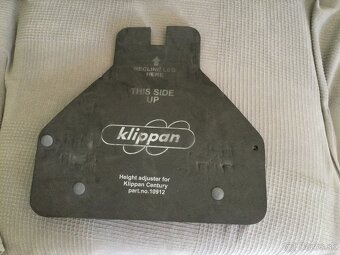 RECLINE LEG
HERE
THIS SIDE
UP
klippan
Height adjuster for
Klippan Century
part.no.10912